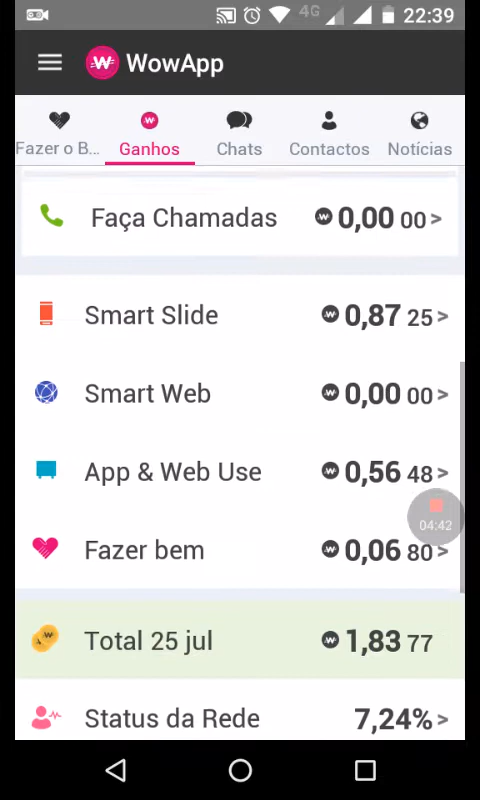 4G 22:39
WowApp
Fazer o B... Ganhos Chats Contactos Notícias
Faça Chamadas 0,00 00 >
Smart Slide 0,87 25 >
Smart Web 0,00 00 >
App & Web Use 0,56 48 >
04:42
Fazer bem 0,06 80 >
Total 25 jul 1,83 77
Status da Rede 7,24% >